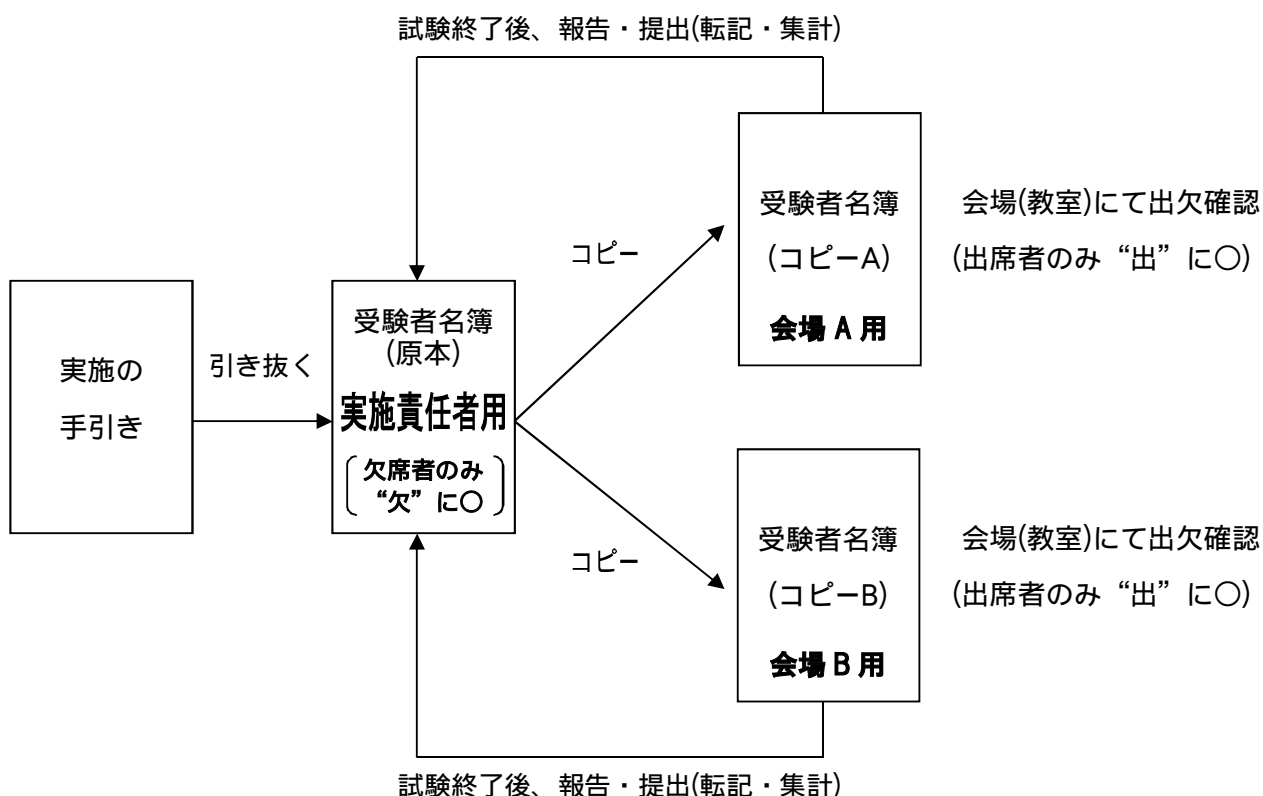 試験終了後、報告・提出(転記・集計)
受験者名簿
(コピーA)
会場 A 用
会場(教室)にて出欠確認
(出席者のみ “出” に〇)
コピー
実施の
手引き
引き抜く
受験者名簿
(原本)
実施責任者用
欠席者のみ
“欠” に〇
コピー
受験者名簿
(コピーB)
会場 B 用
会場(教室)にて出欠確認
(出席者のみ “出” に〇)
試験終了後、報告・提出(転記・集計)